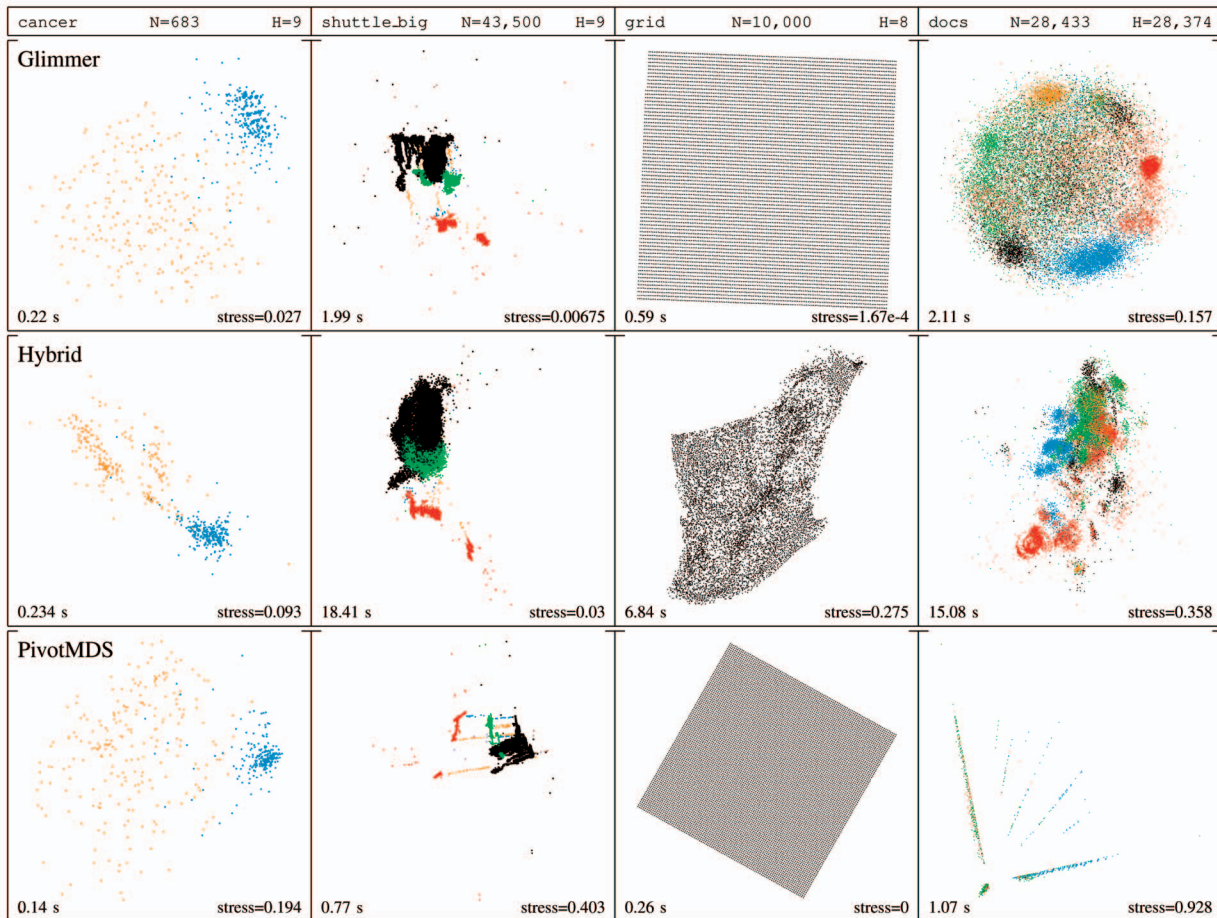 cancer N=683 H=9 shuttle_big N=43,500 H=9 grid N=10,000 H=8 docs N=28,433 H=28,374
Glimmer
0.22 s stress=0.027 1.99 s stress=0.00675 0.59 s stress=1.67e-4 2.11 s stress=0.157
Hybrid
0.234 s stress=0.093 18.41 s stress=0.03 6.84 s stress=0.275 15.08 s stress=0.358
PivotMDS
0.14 s stress=0.194 0.77 s stress=0.403 0.26 s stress=0 1.07 s stress=0.928